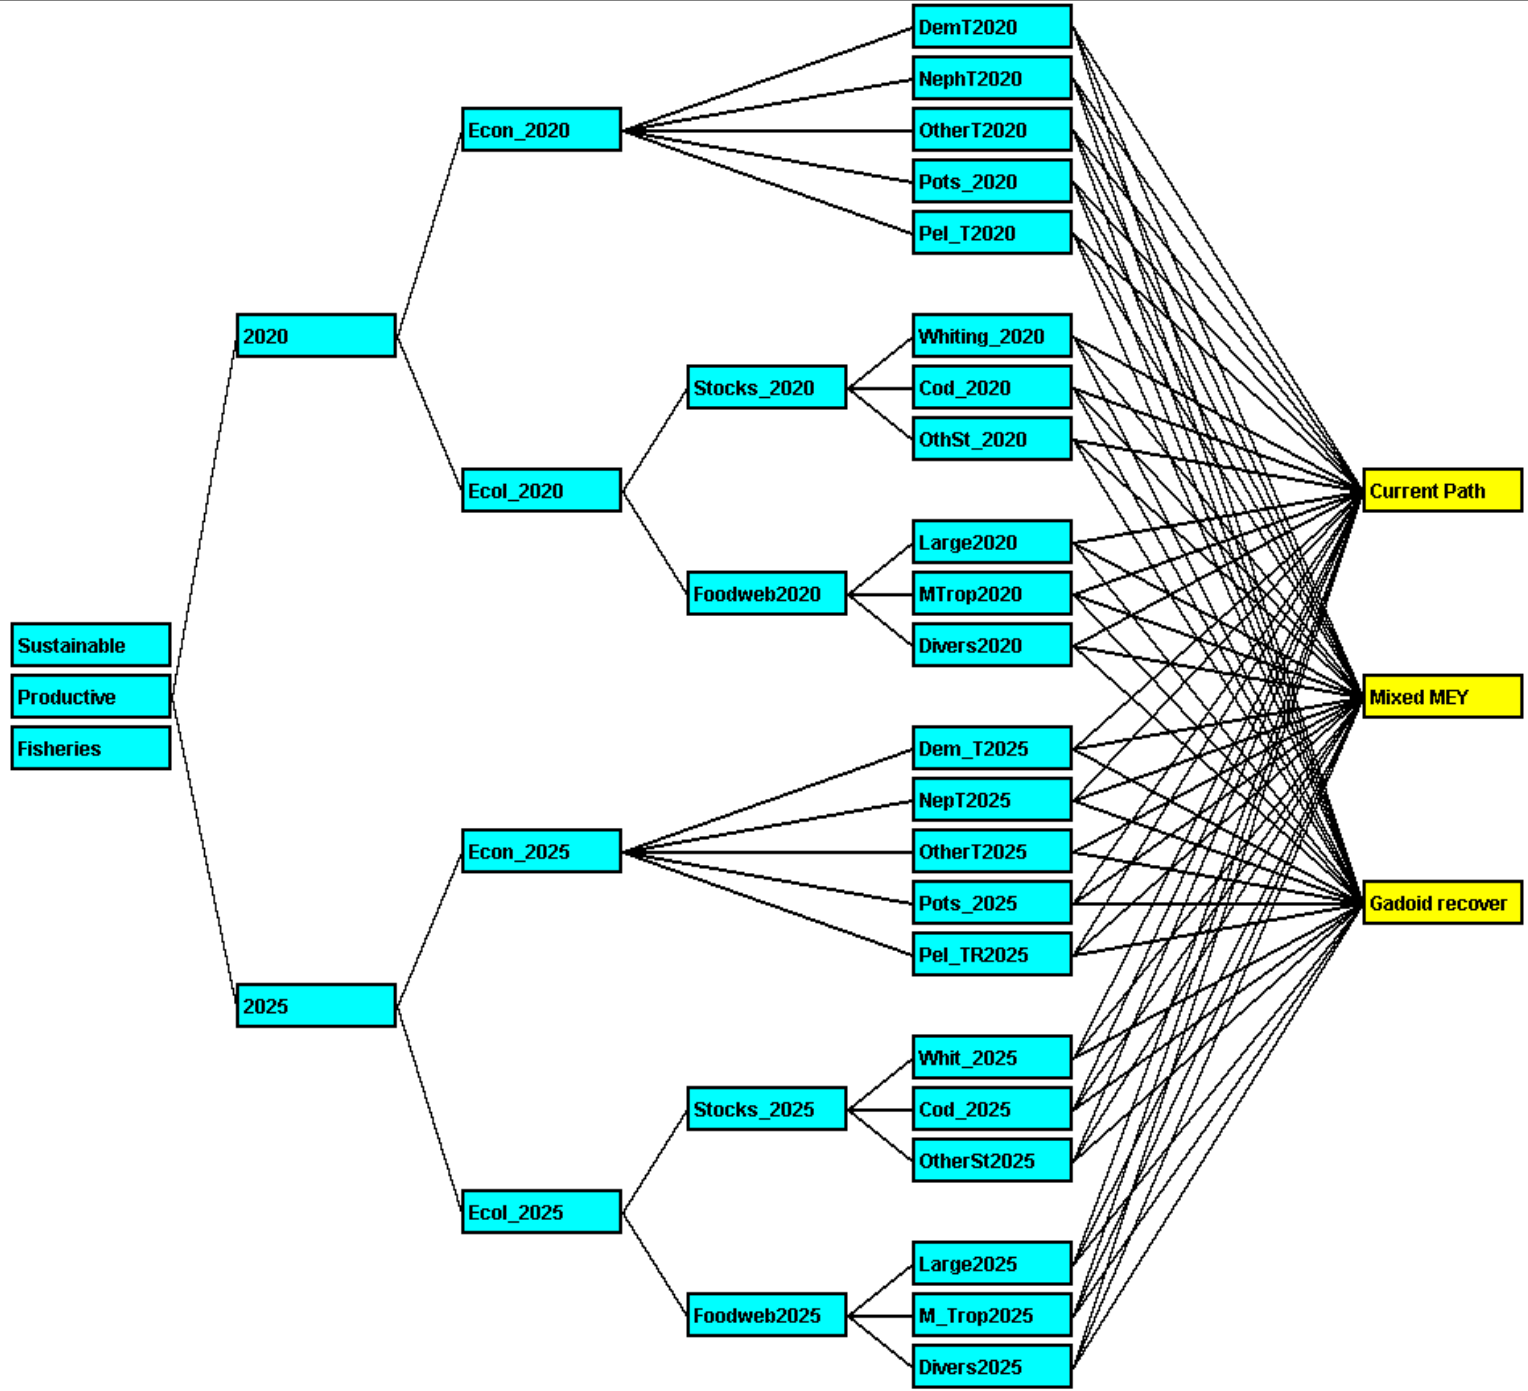 Sustainable
Productive
Fisheries
2020
2025
Econ_2020
Ecol_2020
Econ_2025
Ecol_2025
Stocks_2020
Foodweb2020
Stocks_2025
Foodweb2025
DemT2020
NephT2020
OtherT2020
Pots_2020
Pel_T2020
Whiting_2020
Cod_2020
OthSt_2020
Large2020
MTrop2020
Divers2020
Dem_T2025
NepT2025
OtherT2025
Pots_2025
Pel_TR2025
Whit_2025
Cod_2025
OtherSt2025
Large2025
M_Trop2025
Divers2025
Current Path
Mixed MEY
Gadoid recover